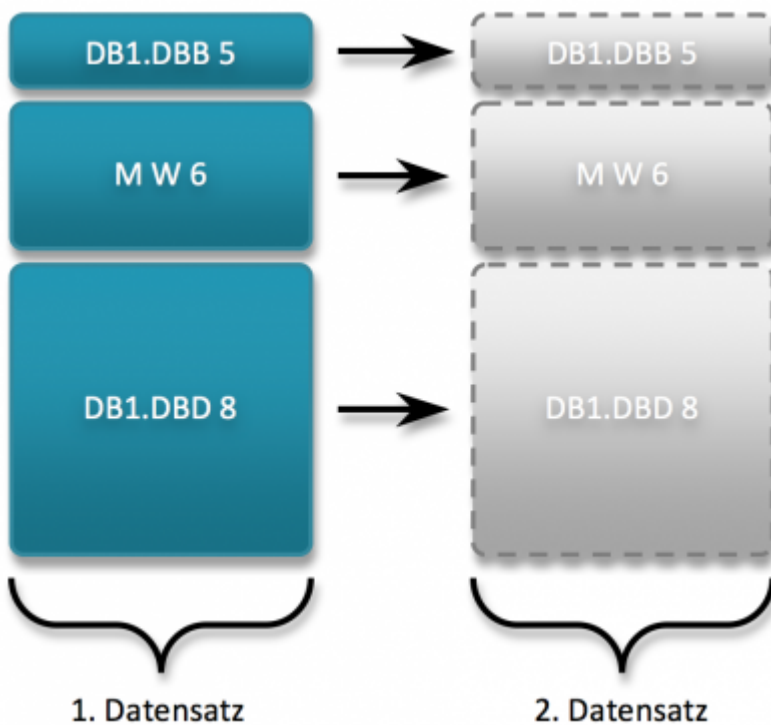 DB1.DBB 5
DB1.DBB 5
M W 6
M W 6
DB1.DBD 8
DB1.DBD 8
1. Datensatz
2. Datensatz